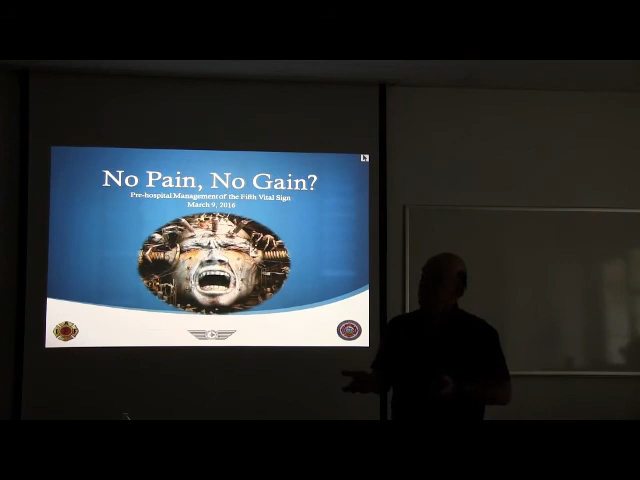 No Pain, No Gain?
Pre-hospital Management of the Fifth Vital Sign
March 9, 2016